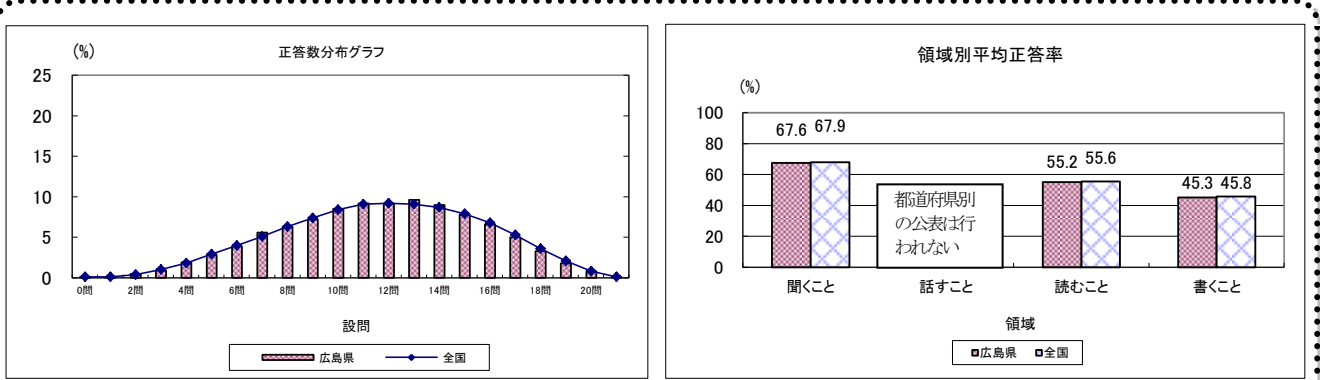 (%)
正答数分布グラフ
25
20
15
10
5
0
0問 2問 4問 6問 8問 10問 12問 14問 16問 18問 20問
設問
広島県 全国
領域別平均正答率
(%)
100
80
60
40
20
0
67.6 67.9
55.2 55.6
45.3 45.8
都道府県別
の公表は行
われない
聞くこと 話すこと 読むこと 書くこと
領域
広島県 全国